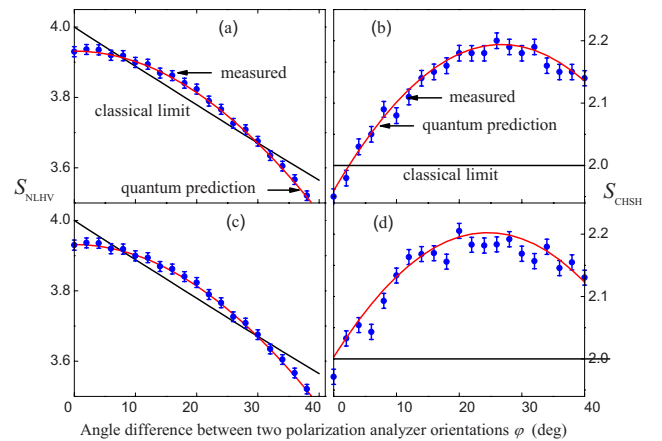 (a)
(b)
4.0
3.8
3.6
measured
classical limit
quantum prediction
2.2
2.1
2.0
measured
quantum prediction
classical limit
S_NLHV
S_CHSH
(c)
(d)
4.0
3.8
3.6
2.2
2.1
2.0
0 10 20 30 40
0 10 20 30 40
Angle difference between two polarization analyzer orientations φ (deg)